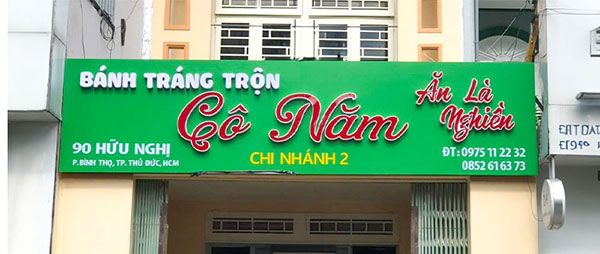 BÁNH TRÁNG TRỘN
Cô Năm
Ăn Là
Nghiền
CHI NHÁNH 2
90 HỮU NGHỊ
P.BÌNH THỌ, TP. THỦ ĐỨC, HCM
ĐT: 0975 11 22 32
0852 61 63 73